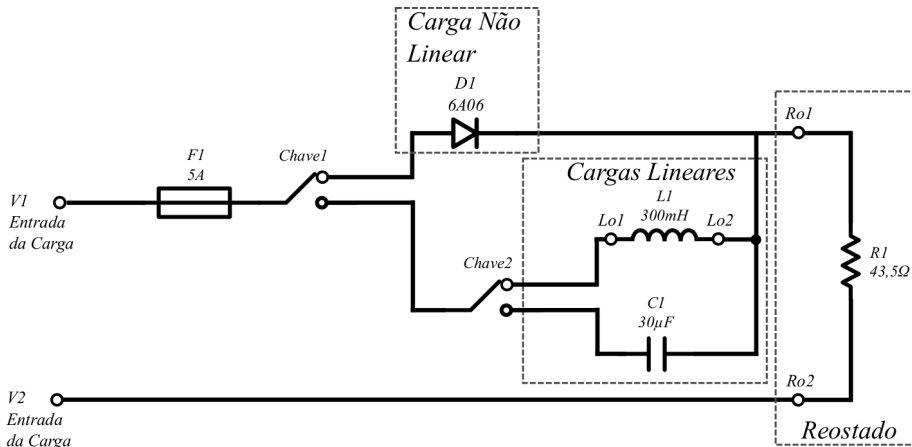 Carga Não
Linear
D1
6A06
Ro1
F1
5A
Chave1
Cargas Lineares
L1
300mH
V1
Entrada
da Carga
Lo1
Lo2
R1
43,5Ω
Chave2
C1
30µF
V2
Entrada
da Carga
Ro2
Reostado